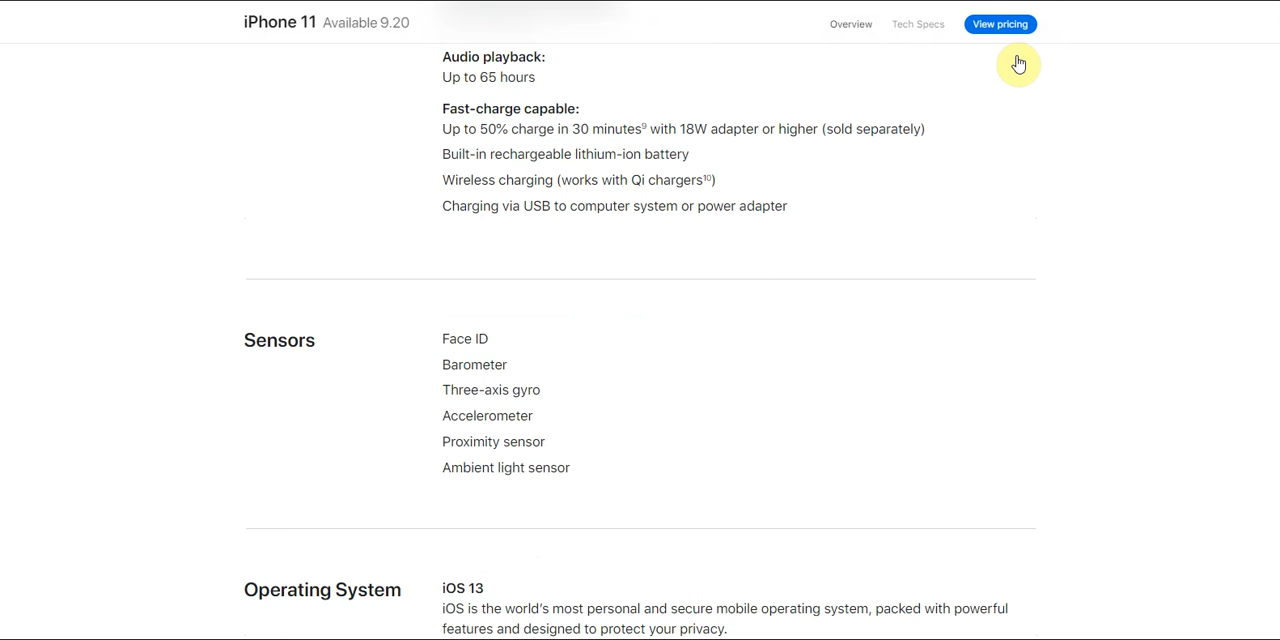 iPhone 11 Available 9.20
Overview Tech Specs View pricing
Audio playback:
Up to 65 hours
Fast-charge capable:
Up to 50% charge in 30 minutes⁹ with 18W adapter or higher (sold separately)
Built-in rechargeable lithium-ion battery
Wireless charging (works with Qi chargers¹⁰)
Charging via USB to computer system or power adapter
Sensors
Face ID
Barometer
Three-axis gyro
Accelerometer
Proximity sensor
Ambient light sensor
Operating System
iOS 13
iOS is the world’s most personal and secure mobile operating system, packed with powerful
features and designed to protect your privacy.